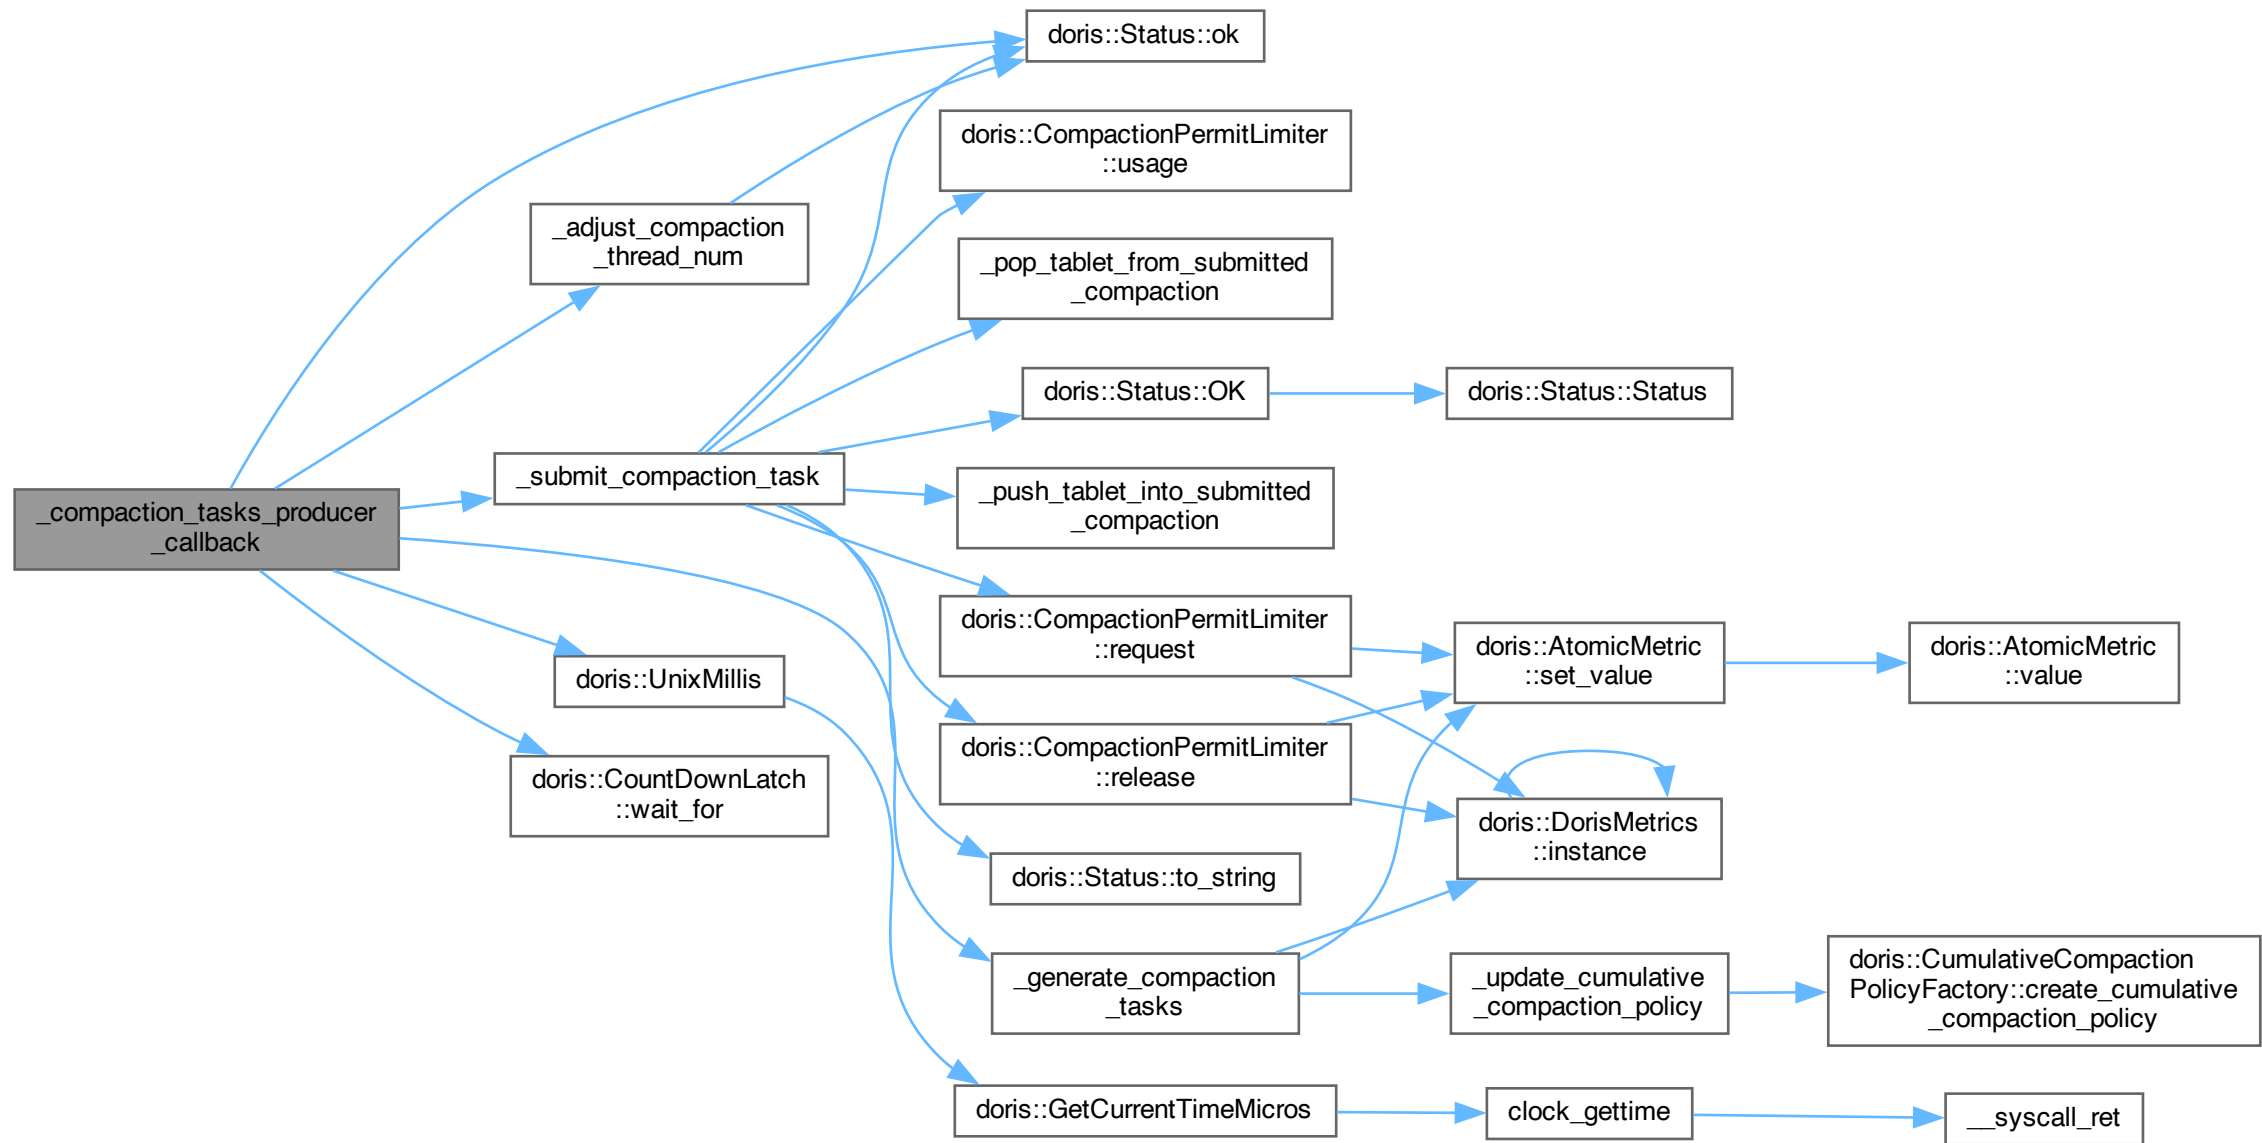 doris::Status::ok
doris::CompactionPermitLimiter
::usage
_adjust_compaction
_thread_num
_pop_tablet_from_submitted
_compaction
doris::Status::OK
doris::Status::Status
_submit_compaction_task
_push_tablet_into_submitted
_compaction
_compaction_tasks_producer
_callback
doris::CompactionPermitLimiter
::request
doris::AtomicMetric
::set_value
doris::AtomicMetric
::value
doris::UnixMillis
doris::CompactionPermitLimiter
::release
doris::CountDownLatch
::wait_for
doris::DorisMetrics
::instance
doris::Status::to_string
_generate_compaction
_tasks
_update_cumulative
_compaction_policy
doris::CumulativeCompaction
PolicyFactory::create_cumulative
_compaction_policy
doris::GetCurrentTimeMicros
clock_gettime
__syscall_ret